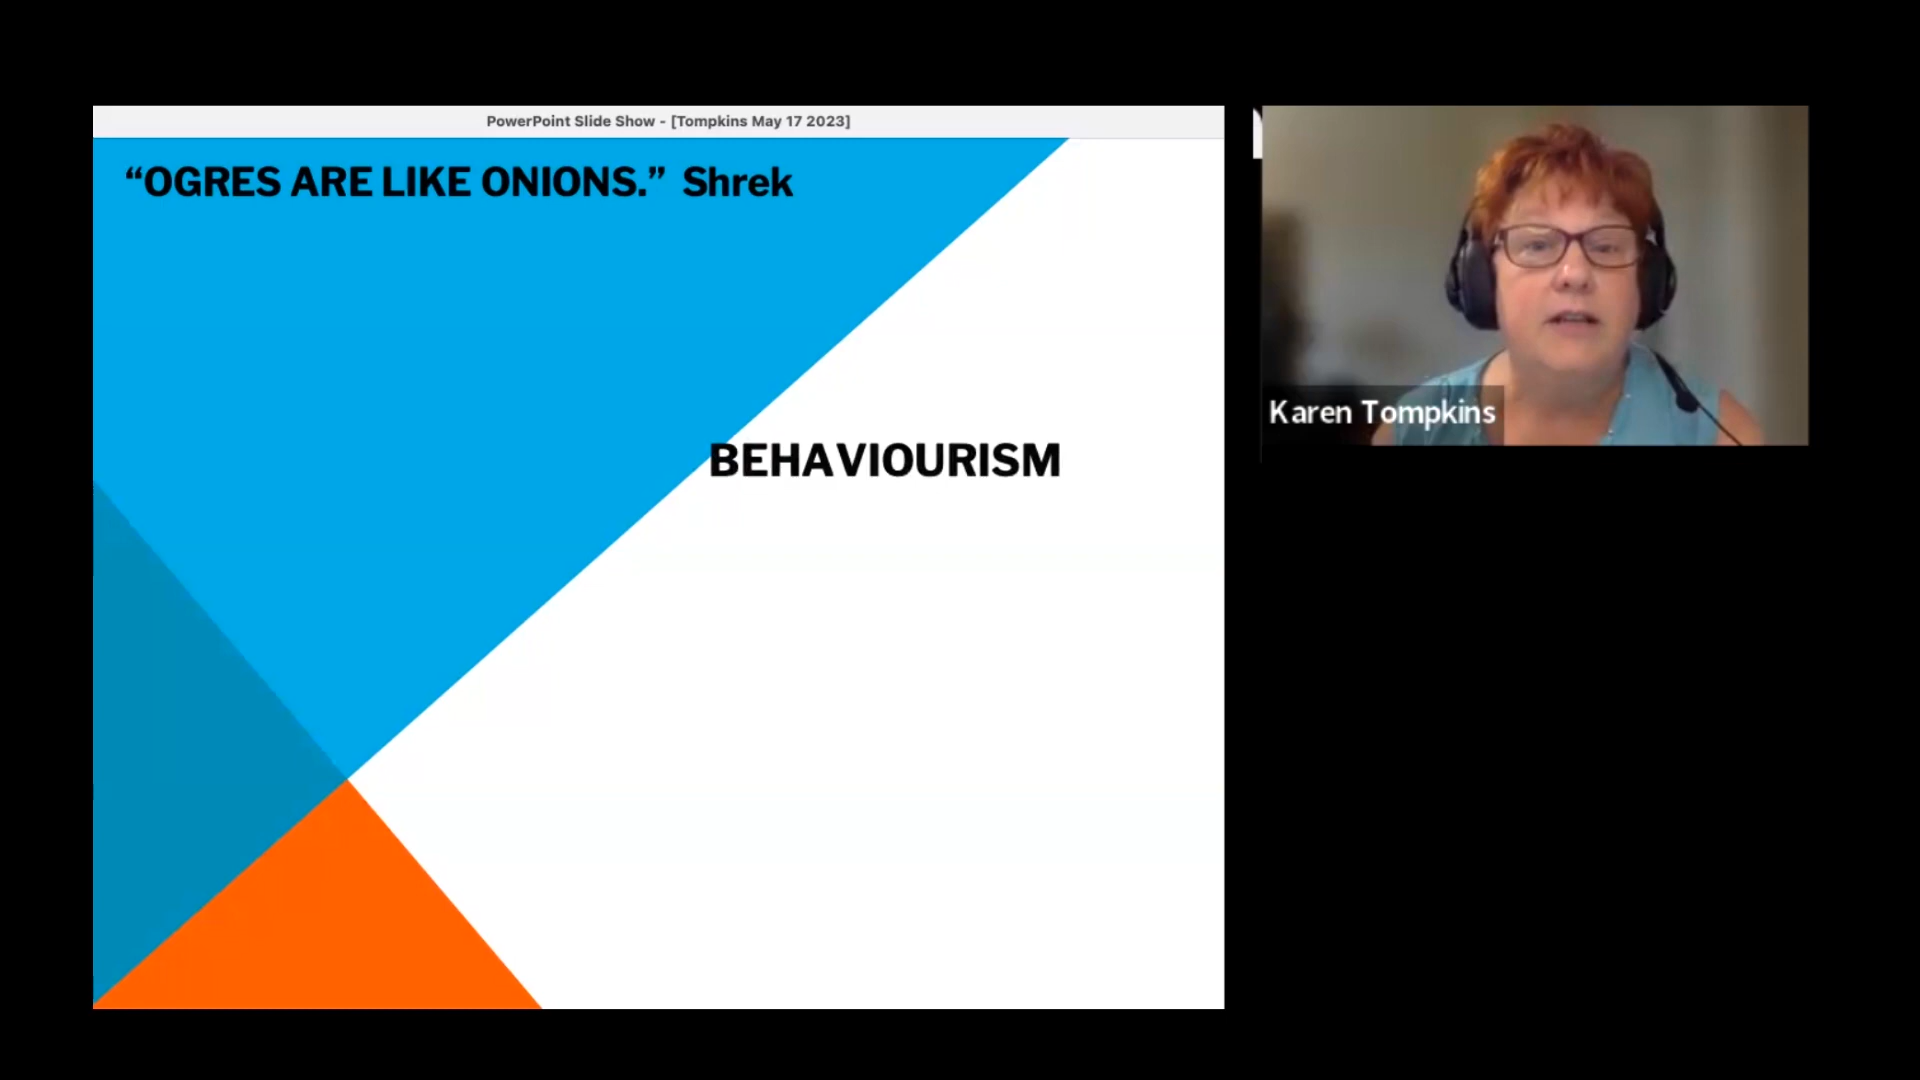 PowerPoint Slide Show - [Tompkins May 17 2023]
“OGRES ARE LIKE ONIONS.” Shrek
BEHAVIOURISM
Karen Tompkins